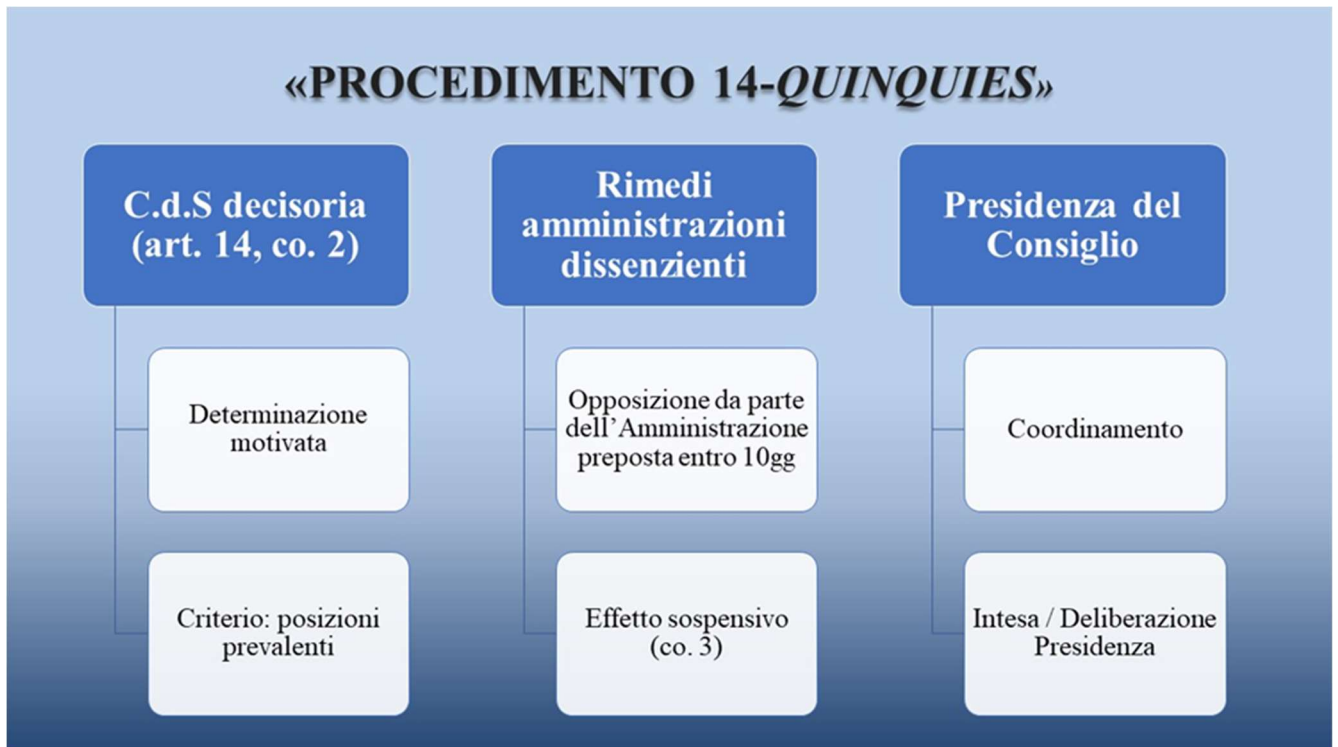 «PROCEDIMENTO 14-QUINQUIES»
C.d.S decisoria
(art. 14, co. 2)
Determinazione
motivata
Criterio: posizioni
prevalenti
Rimedi
amministrazioni
dissenzienti
Opposizione da parte
dell’Amministrazione
preposta entro 10gg
Effetto sospensivo
(co. 3)
Presidenza del
Consiglio
Coordinamento
Intesa / Deliberazione
Presidenza